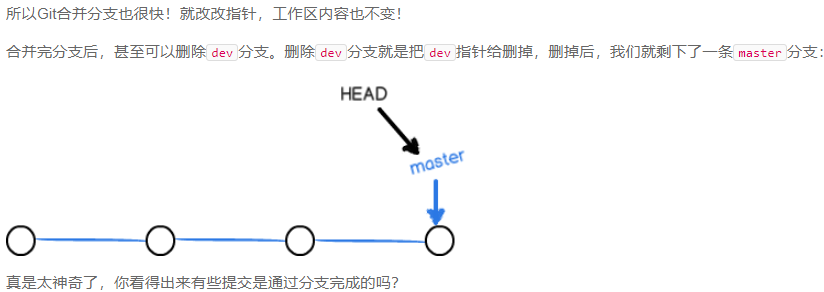 所以Git合并分支也很快！就改改指针，工作区内容也不变！
合并完分支后，甚至可以删除dev分支。删除dev分支就是把dev指针给删掉，删掉后，我们就剩下了一条master分支：
HEAD
master
真是太神奇了，你看得出来有些提交是通过分支完成的吗？